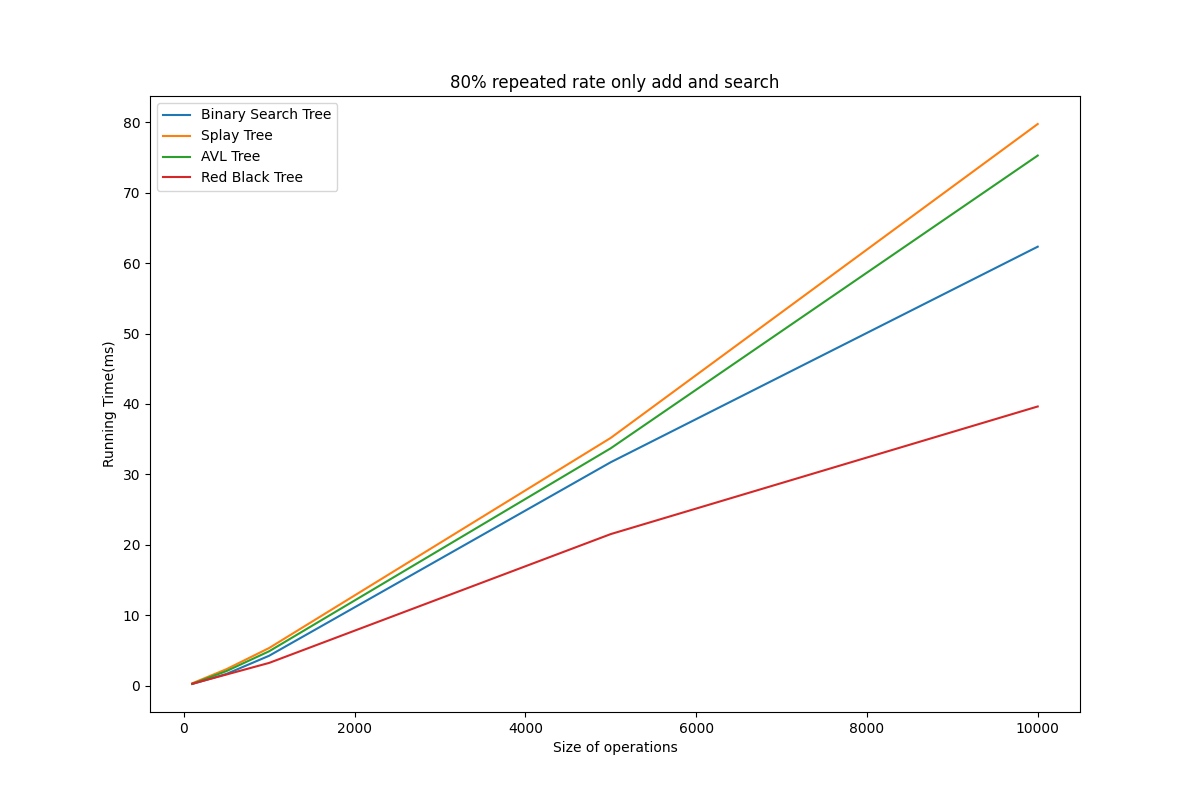 80% repeated rate only add and search
Binary Search Tree
Splay Tree
AVL Tree
Red Black Tree
80
70
60
50
40
30
20
10
0
Running Time(ms)
0 2000 4000 6000 8000 10000
Size of operations